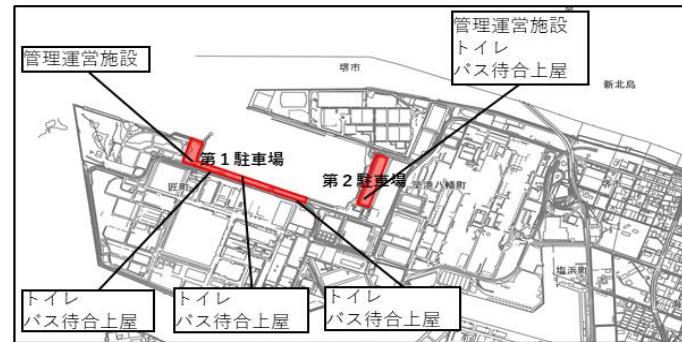 管理運営施設
管理運営施設
トイレ
バス待合上屋
堺市
新北島
第1駐車場
第2駐車場
匠町
築港八幡町
堺市
塩浜町
トイレ
バス待合上屋
トイレ
バス待合上屋
トイレ
バス待合上屋